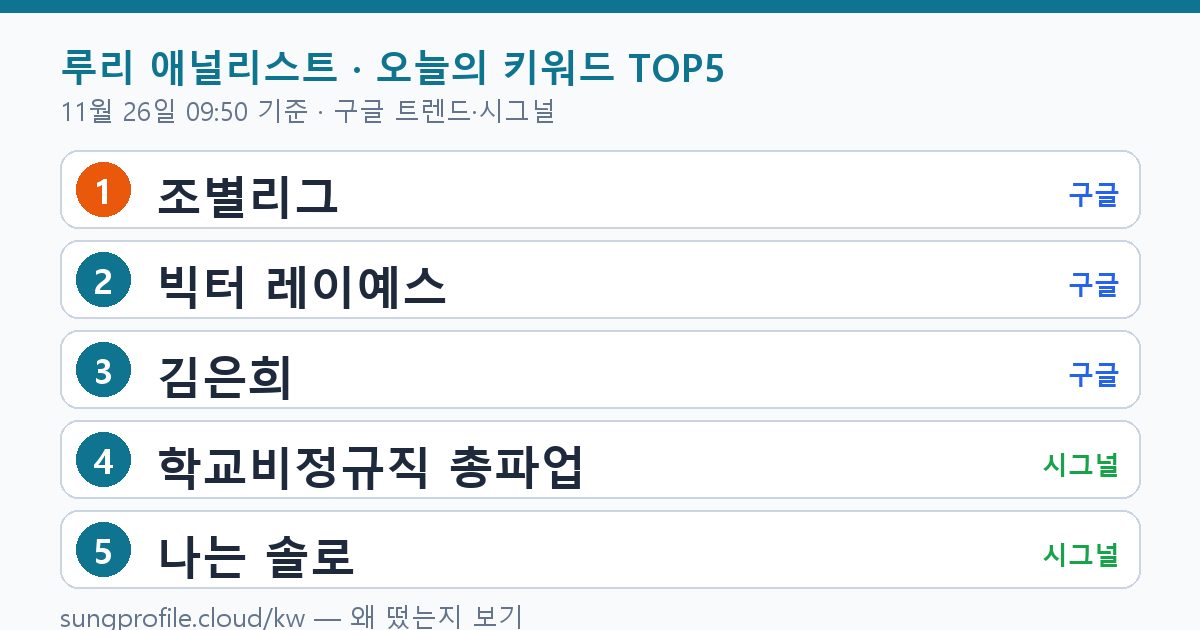 루리 애널리스트 · 오늘의 키워드 TOP5
11월 26일 09:50 기준 · 구글 트렌드·시그널
1 조별리그 구글
2 빅터 레이예스 구글
3 김은희 구글
4 학교비정규직 총파업 시그널
5 나는 솔로 시그널
sungprofile.cloud/kw — 왜 떴는지 보기